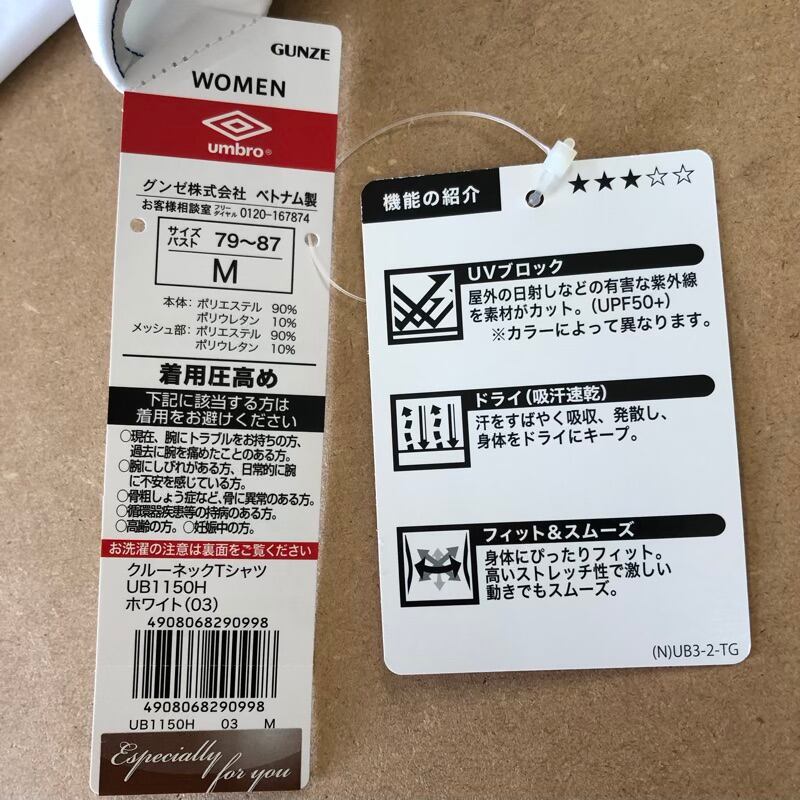 GUNZE
WOMEN
umbro®
グンゼ株式会社 ベトナム製
お客様相談室 フリーダイヤル 0120-167874
サイズ
バスト 79〜87
M
本体: ポリエステル 90%
ポリウレタン 10%
メッシュ部: ポリエステル 90%
ポリウレタン 10%
着用圧高め
下記に該当する方は
着用をお避けください
○現在、腕にトラブルをお持ちの方、
過去に腕を痛めたことのある方。
○腕にしびれがある方、日常的に腕
に不安を感じている方。
○骨粗しょう症など、骨に異常のある方。
○循環器疾患等の持病のある方。
○高齢の方。○妊娠中の方。
お洗濯の注意は裏面をご覧ください
クルーネックTシャツ
UB1150H
ホワイト(03)
4908068290998
4908068290998
UB1150H 03 M
Especially
for you
機能の紹介 ★★★☆☆
UVブロック
屋外の日射しなどの有害な紫外線
を素材がカット。(UPF50+)
※カラーによって異なります。
ドライ(吸汗速乾)
汗をすばやく吸収、発散し、
身体をドライにキープ。
フィット&スムーズ
身体にぴったりフィット。
高いストレッチ性で激しい
動きでもスムーズ。
(N)UB3-2-TG